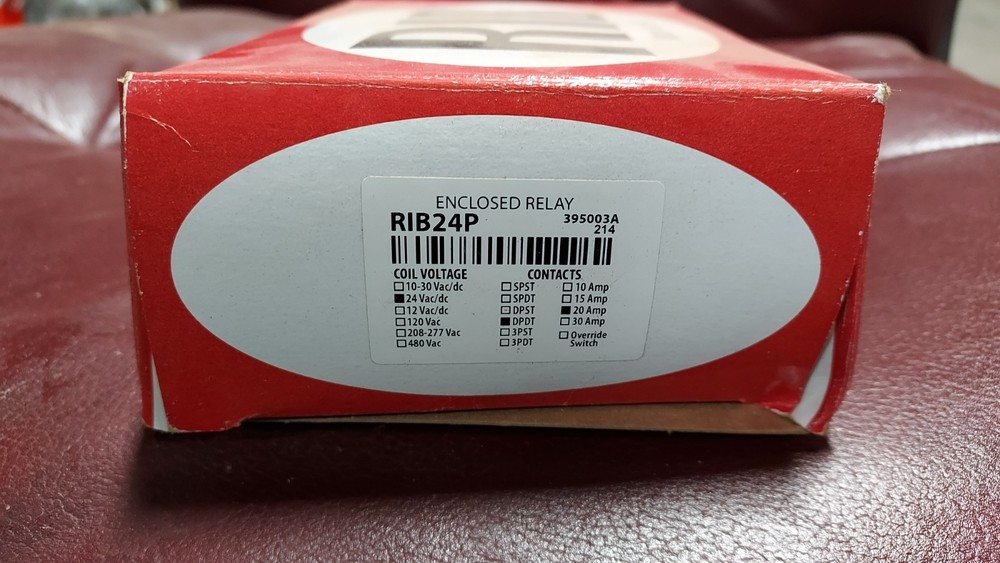 RIB
ENCLOSED RELAY
RIB24P 395003A
214
COIL VOLTAGE CONTACTS
10-30 Vac/dc SPST 10 Amp
24 Vac/dc SPDT 15 Amp
12 Vac/dc DPST 20 Amp
120 Vac DPDT 30 Amp
208-277 Vac 3PST Override
480 Vac 3PDT Switch